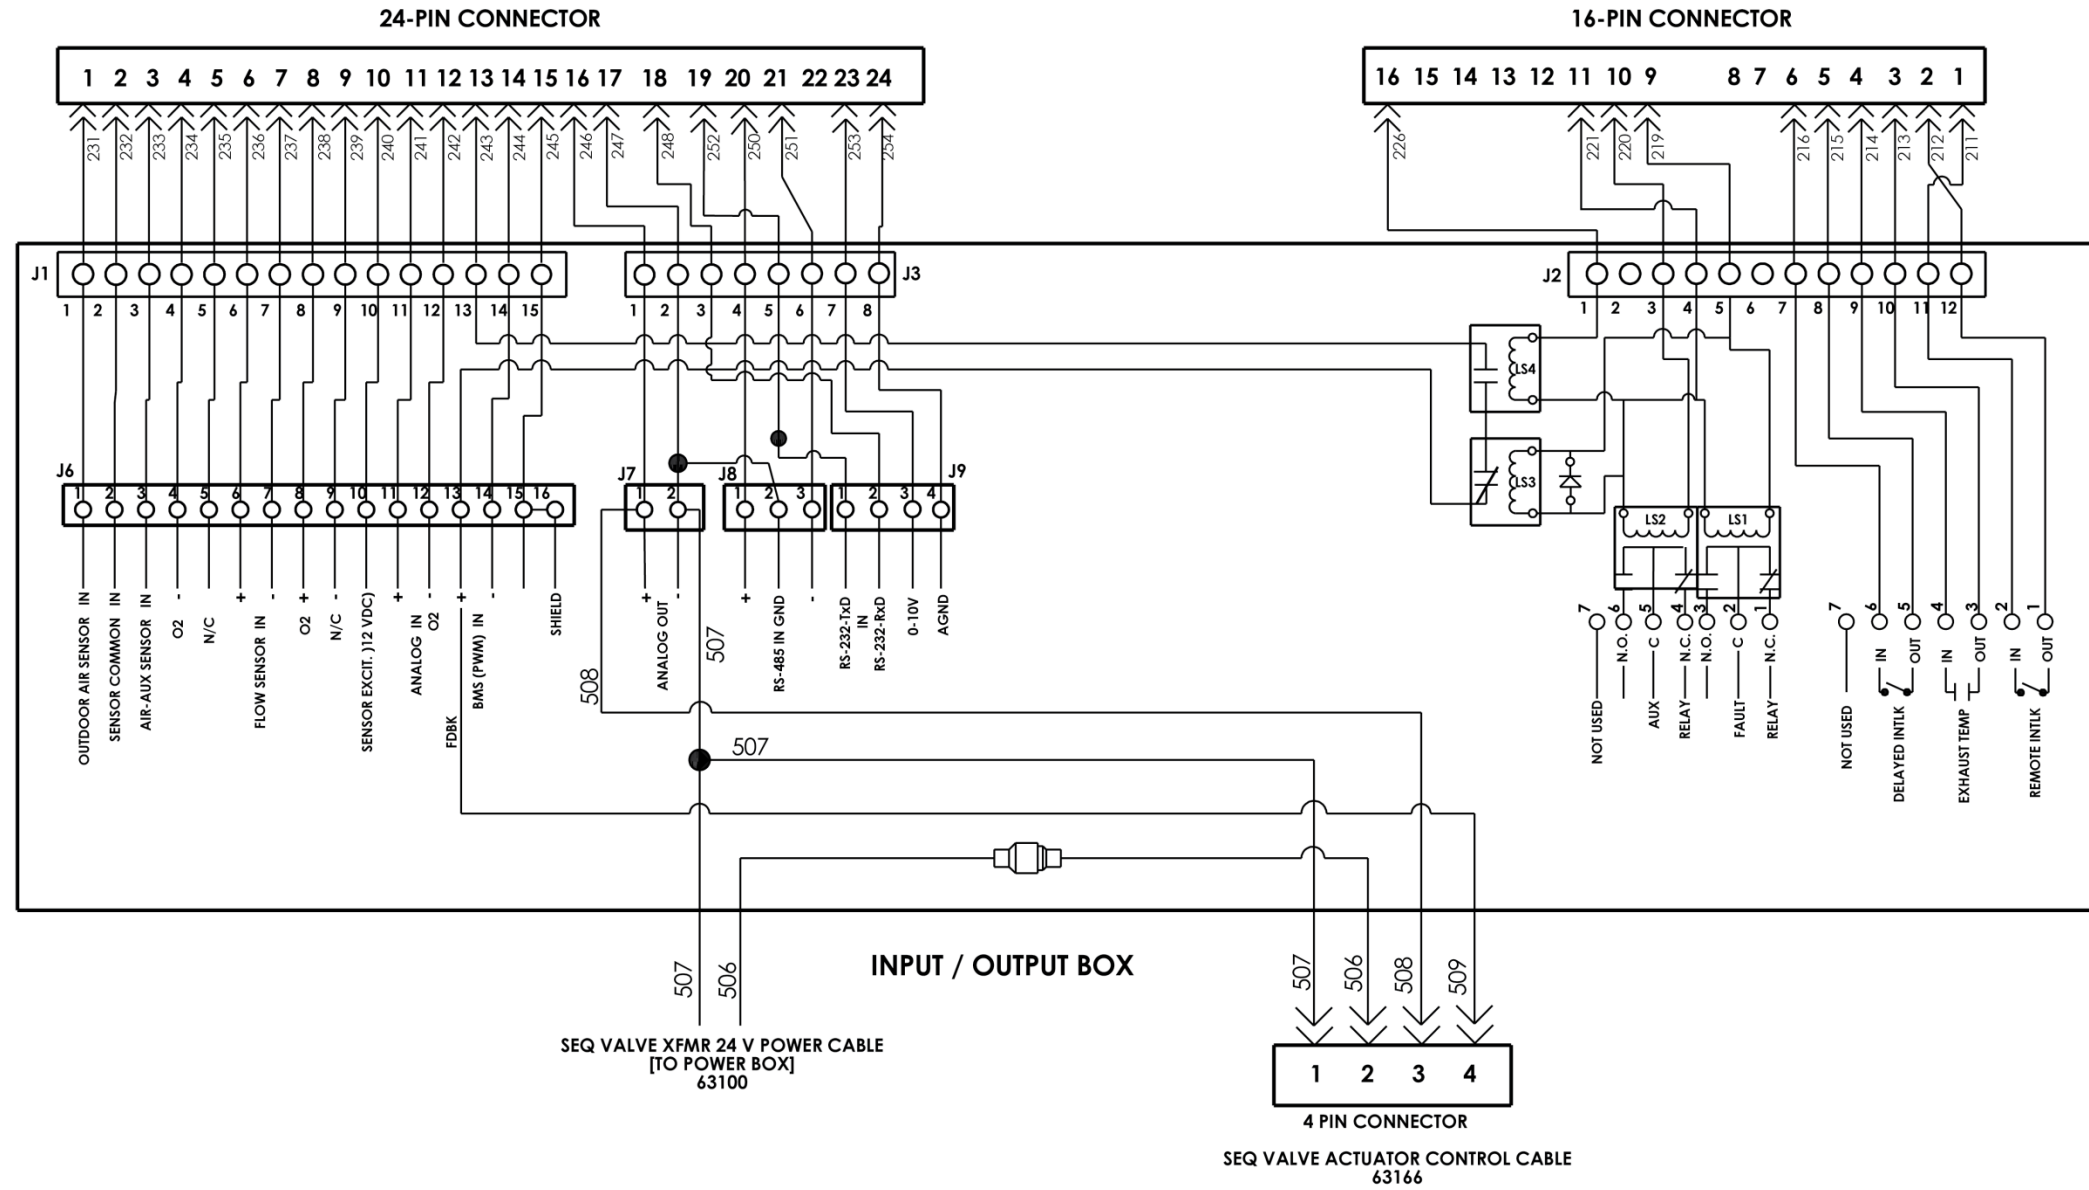 24-PIN CONNECTOR
16-PIN CONNECTOR
1 2 3 4 5 6 7 8 9 10 11 12 13 14 15 16 17 18 19 20 21 22 23 24
16 15 14 13 12 11 10 9 8 7 6 5 4 3 2 1
231 232 233 234 235 236 237 238 239 240 241 242 243 244 245 246 247 248 252 250 251 253 254
226 221 220 219 216 215 214 213 212 211
J1
J3
J2
1 2 3 4 5 6 7 8 9 10 11 12 13 14 15
1 2 3 4 5 6 7 8
1 2 3 4 5 6 7 8 9 10 11 12
LS4
LS3
J6
J7
J8
J9
1 2 3 4 5 6 7 8 9 10 11 12 13 14 15 16
1 2
1 2 3
1 2 3 4
LS2
LS1
OUTDOOR AIR SENSOR IN
SENSOR COMMON IN
AIR-AUX SENSOR IN
O2 -
N/C
+
FLOW SENSOR IN -
O2 +
N/C -
SENSOR EXCIT. )12 VDC)
+
ANALOG IN
O2 -
+
FDBK
BMS (PWM) IN -
SHIELD
+
ANALOG OUT
-
+
RS-485 IN GND
-
RS-232-TxD
IN
RS-232-RxD
0-10V
AGND
508
507
7 6 5 4 3 2 1
N.O. C N.C. N.O. C N.C.
NOT USED
AUX
RELAY
FAULT
RELAY
7 6 5 4 3 2 1
IN OUT IN OUT IN OUT
NOT USED
DELAYED INTLK
EXHAUST TEMP
REMOTE INTLK
507
INPUT / OUTPUT BOX
507
506
507
506
508
509
SEQ VALVE XFMR 24 V POWER CABLE
[TO POWER BOX]
63100
1 2 3 4
4 PIN CONNECTOR
SEQ VALVE ACTUATOR CONTROL CABLE
63166